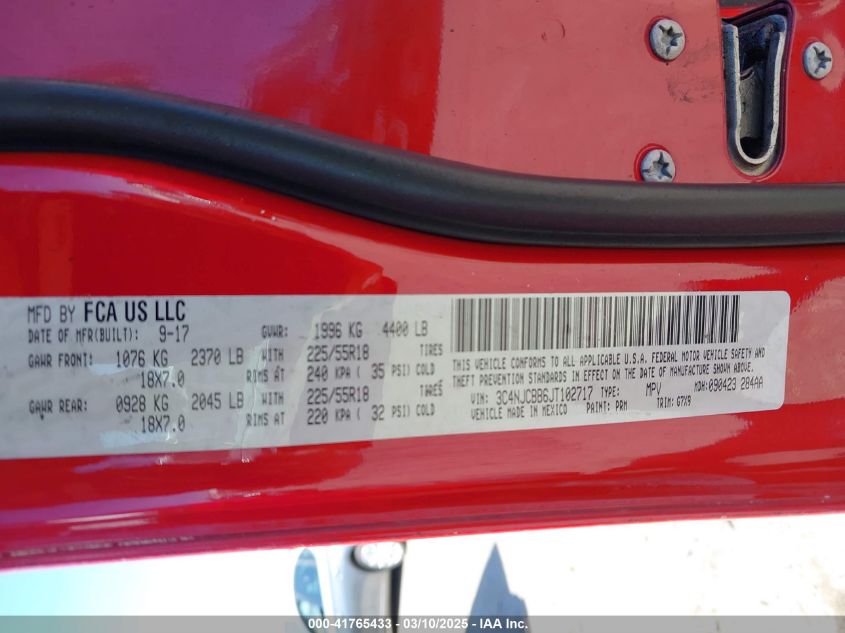 MFD BY FCA US LLC
DATE OF MFR(BUILT): 9-17 GVWR: 1996 KG 4400 LB
GAWR FRONT: 1076 KG 2370 LB WITH 225/55R18 TIRES
18X7.0 RIMS AT 240 KPA ( 35 PSI) COLD
GAWR REAR: 0928 KG 2045 LB WITH 225/55R18 TIRES
18X7.0 RIMS AT 220 KPA ( 32 PSI) COLD
THIS VEHICLE CONFORMS TO ALL APPLICABLE U.S.A. FEDERAL MOTOR VEHICLE SAFETY AND
THEFT PREVENTION STANDARDS IN EFFECT ON THE DATE OF MANUFACTURE SHOWN ABOVE.
VIN: 3C4NJCBB6JT102717 TYPE: MPV MDH: 090423 284AA
VEHICLE MADE IN MEXICO PAINT: PRM TRIM: G7X9
000-41765433 - 03/10/2025 - IAA Inc.